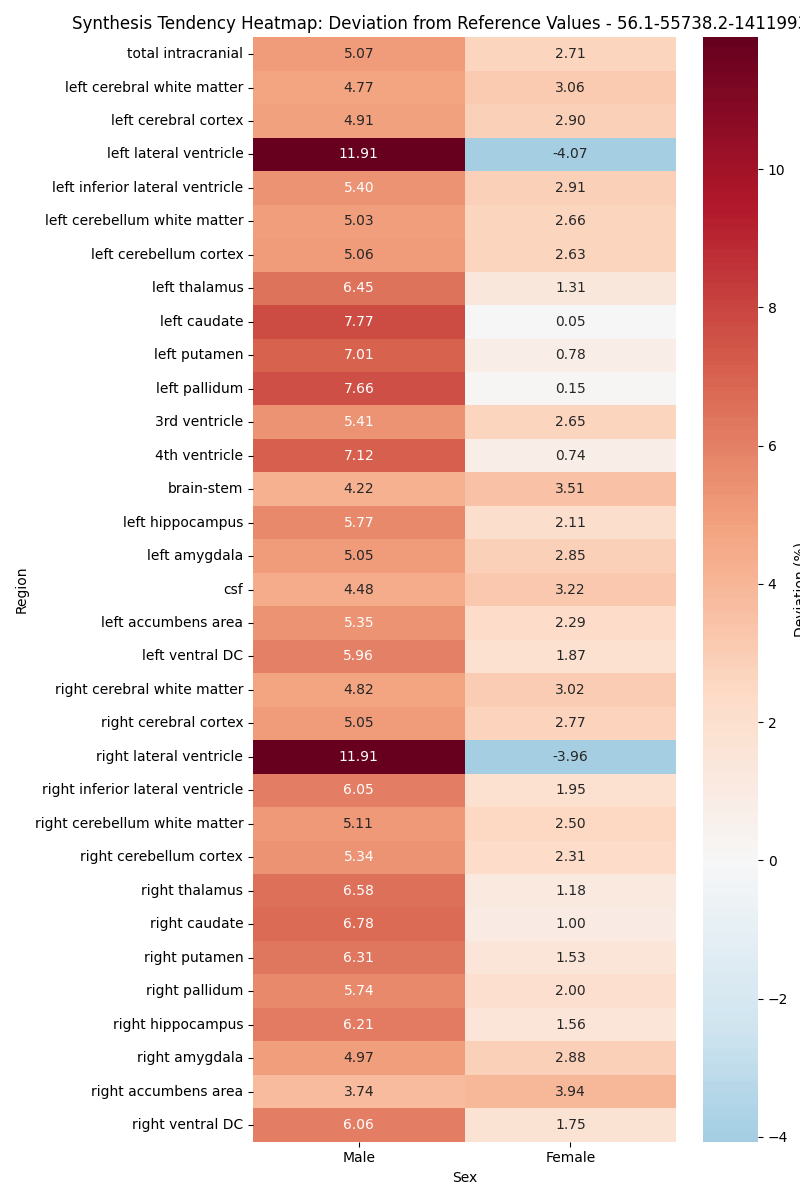 Synthesis Tendency Heatmap: Deviation from Reference Values - 56.1-55738.2-1411993
total intracranial 5.07 2.71
left cerebral white matter 4.77 3.06
left cerebral cortex 4.91 2.90
left lateral ventricle 11.91 -4.07
left inferior lateral ventricle 5.40 2.91
left cerebellum white matter 5.03 2.66
left cerebellum cortex 5.06 2.63
left thalamus 6.45 1.31
left caudate 7.77 0.05
left putamen 7.01 0.78
left pallidum 7.66 0.15
3rd ventricle 5.41 2.65
4th ventricle 7.12 0.74
brain-stem 4.22 3.51
left hippocampus 5.77 2.11
left amygdala 5.05 2.85
csf 4.48 3.22
left accumbens area 5.35 2.29
left ventral DC 5.96 1.87
right cerebral white matter 4.82 3.02
right cerebral cortex 5.05 2.77
right lateral ventricle 11.91 -3.96
right inferior lateral ventricle 6.05 1.95
right cerebellum white matter 5.11 2.50
right cerebellum cortex 5.34 2.31
right thalamus 6.58 1.18
right caudate 6.78 1.00
right putamen 6.31 1.53
right pallidum 5.74 2.00
right hippocampus 6.21 1.56
right amygdala 4.97 2.88
right accumbens area 3.74 3.94
right ventral DC 6.06 1.75
Male Female
Sex
Region
10
8
6
4
2
0
−2
−4
Deviation (%)